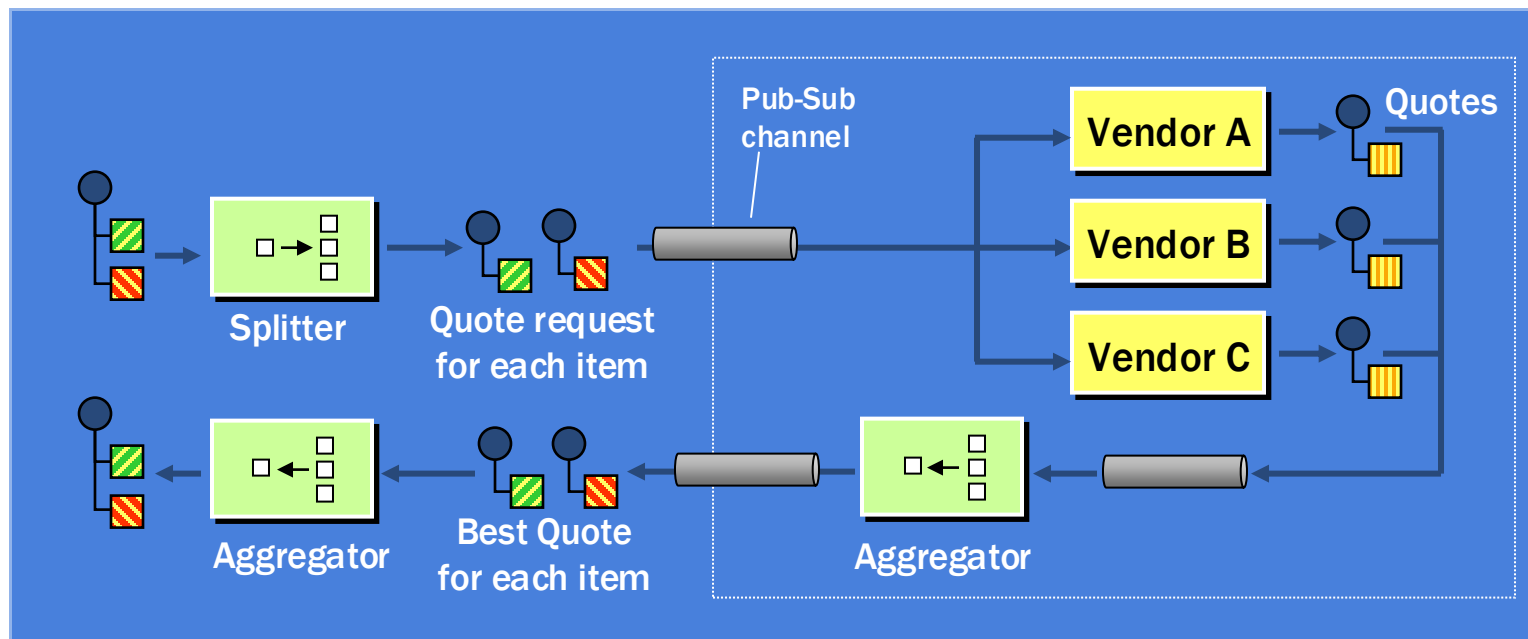 Pub-Sub
channel
Vendor A
Quotes
Vendor B
Splitter
Quote request
for each item
Vendor C
Aggregator
Best Quote
for each item
Aggregator